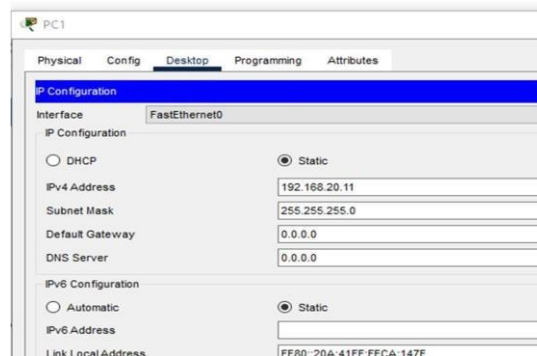 PC1
Physical Config Desktop Programming Attributes
IP Configuration
Interface FastEthernet0
IP Configuration
DHCP Static
IPv4 Address 192.168.20.11
Subnet Mask 255.255.255.0
Default Gateway 0.0.0.0
DNS Server 0.0.0.0
IPv6 Configuration
Automatic Static
IPv6 Address
Link Local Address FE80::20A:41FF:FECA:147F